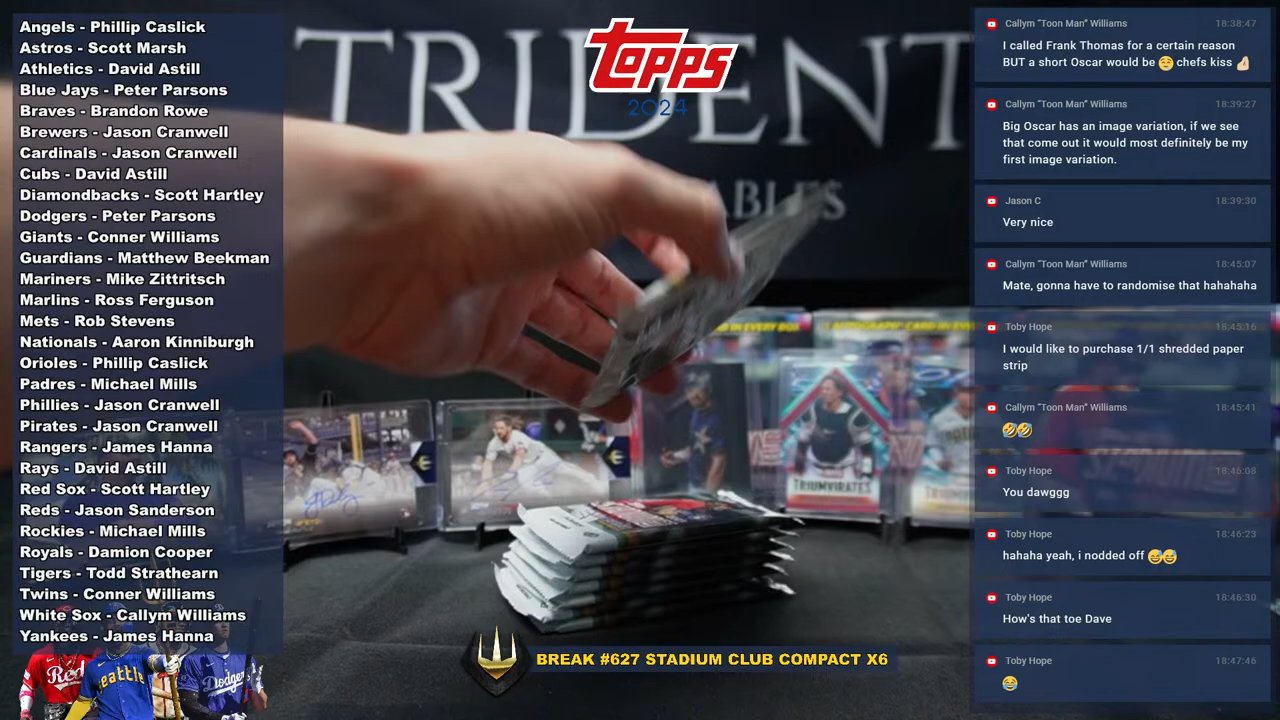 Angels - Phillip Caslick
Astros - Scott Marsh
Athletics - David Astill
Blue Jays - Peter Parsons
Braves - Brandon Rowe
Brewers - Jason Cranwell
Cardinals - Jason Cranwell
Cubs - David Astill
Diamondbacks - Scott Hartley
Dodgers - Peter Parsons
Giants - Conner Williams
Guardians - Matthew Beekman
Mariners - Mike Zittritsch
Marlins - Ross Ferguson
Mets - Rob Stevens
Nationals - Aaron Kinniburgh
Orioles - Phillip Caslick
Padres - Michael Mills
Phillies - Jason Cranwell
Pirates - Jason Cranwell
Rangers - James Hanna
Rays - David Astill
Red Sox - Scott Hartley
Reds - Jason Sanderson
Rockies - Michael Mills
Royals - Damion Cooper
Tigers - Todd Strathearn
Twins - Conner Williams
White Sox - Callym Williams
Yankees - James Hanna
Seattle
Dodgers
TRIDENT
topps
2024
IN EVERY BOX
TRIUMVIRATES
BREAK #627 STADIUM CLUB COMPACT X6
Callym "Toon Man" Williams 18:38:47
I called Frank Thomas for a certain reason
BUT a short Oscar would be ☺️ chefs kiss 🤌🏻
Callym "Toon Man" Williams 18:39:27
Big Oscar has an image variation, if we see
that come out it would most definitely be my
first image variation.
Jason C 18:39:30
Very nice
Callym "Toon Man" Williams 18:45:07
Mate, gonna have to randomise that hahahaha
Toby Hope 18:45:16
I would like to purchase 1/1 shredded paper
strip
Callym "Toon Man" Williams 18:45:41
🤣🤣
Toby Hope 18:46:08
You dawggg
Toby Hope 18:46:23
hahaha yeah, i nodded off 😅😅
Toby Hope 18:46:30
How's that toe Dave
Toby Hope 18:47:46
😂